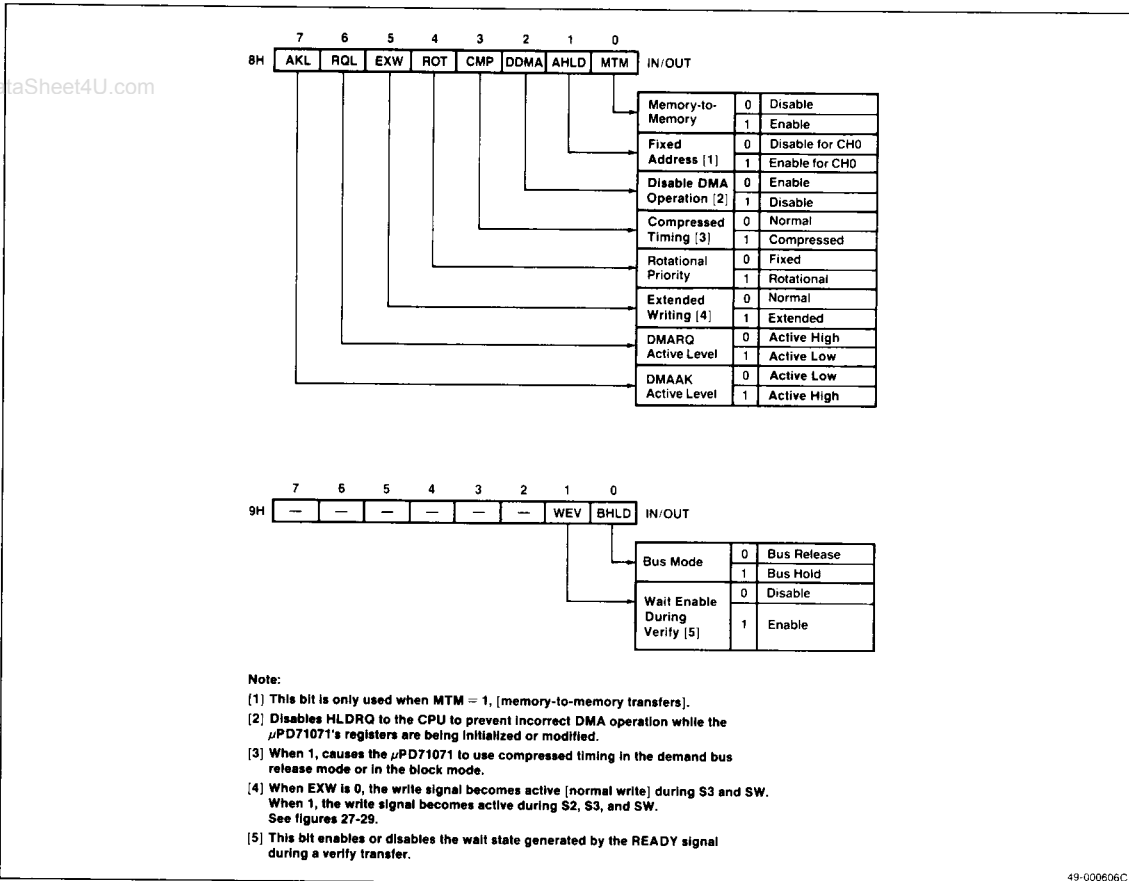 7 6 5 4 3 2 1 0
8H AKL RQL EXW ROT CMP DDMA AHLD MTM IN/OUT
ataSheet4U.com
Memory-to-Memory 0 Disable
1 Enable
Fixed Address [1] 0 Disable for CH0
1 Enable for CH0
Disable DMA Operation [2] 0 Enable
1 Disable
Compressed Timing [3] 0 Normal
1 Compressed
Rotational Priority 0 Fixed
1 Rotational
Extended Writing [4] 0 Normal
1 Extended
DMARQ Active Level 0 Active High
1 Active Low
DMAAK Active Level 0 Active Low
1 Active High
7 6 5 4 3 2 1 0
9H — — — — — — WEV BHLD IN/OUT
Bus Mode 0 Bus Release
1 Bus Hold
Wait Enable During Verify [5] 0 Disable
1 Enable
Note:
[1] This bit is only used when MTM = 1, [memory-to-memory transfers].
[2] Disables HLDRQ to the CPU to prevent incorrect DMA operation while the
μPD71071's registers are being initialized or modified.
[3] When 1, causes the μPD71071 to use compressed timing in the demand bus
release mode or in the block mode.
[4] When EXW is 0, the write signal becomes active [normal write] during S3 and SW.
When 1, the write signal becomes active during S2, S3, and SW.
See figures 27-29.
[5] This bit enables or disables the wait state generated by the READY signal
during a verify transfer.
49-000606C